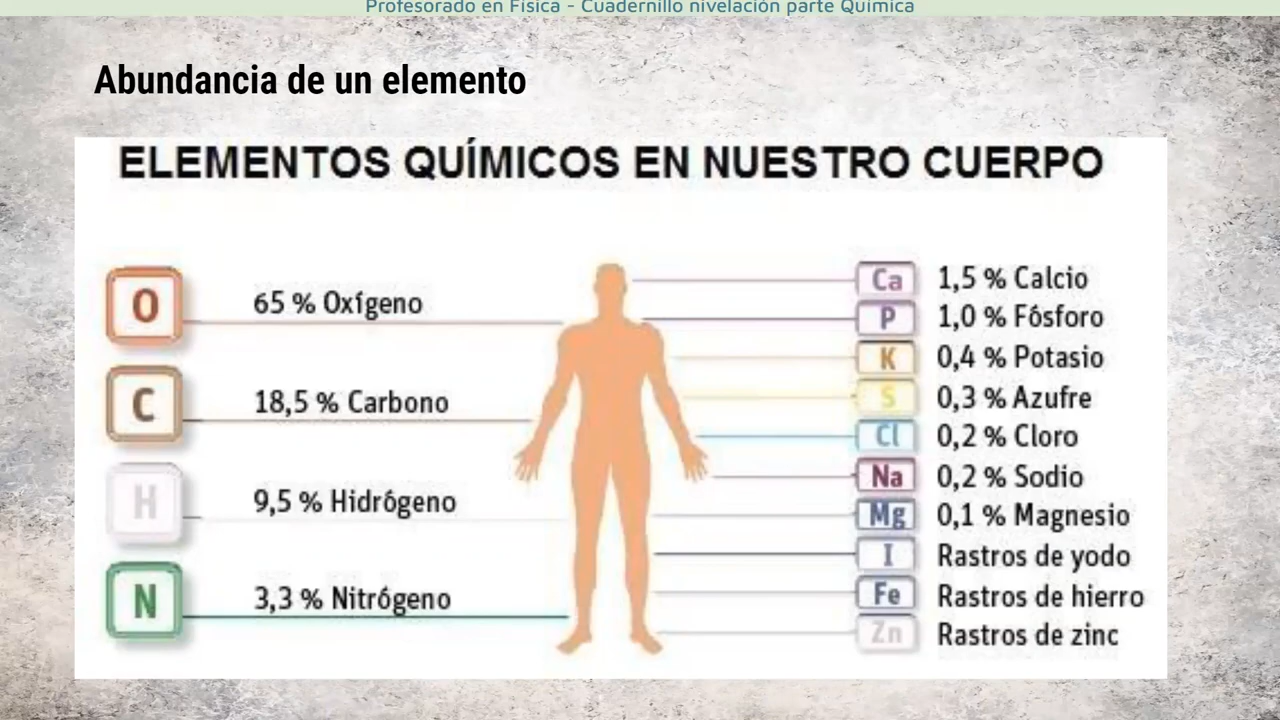 Profesorado en Física - Cuadernillo nivelación parte Química
Abundancia de un elemento
ELEMENTOS QUÍMICOS EN NUESTRO CUERPO
O 65 % Oxígeno
C 18,5 % Carbono
H 9,5 % Hidrógeno
N 3,3 % Nitrógeno
Ca 1,5 % Calcio
P 1,0 % Fósforo
K 0,4 % Potasio
S 0,3 % Azufre
Cl 0,2 % Cloro
Na 0,2 % Sodio
Mg 0,1 % Magnesio
I Rastros de yodo
Fe Rastros de hierro
Zn Rastros de zinc